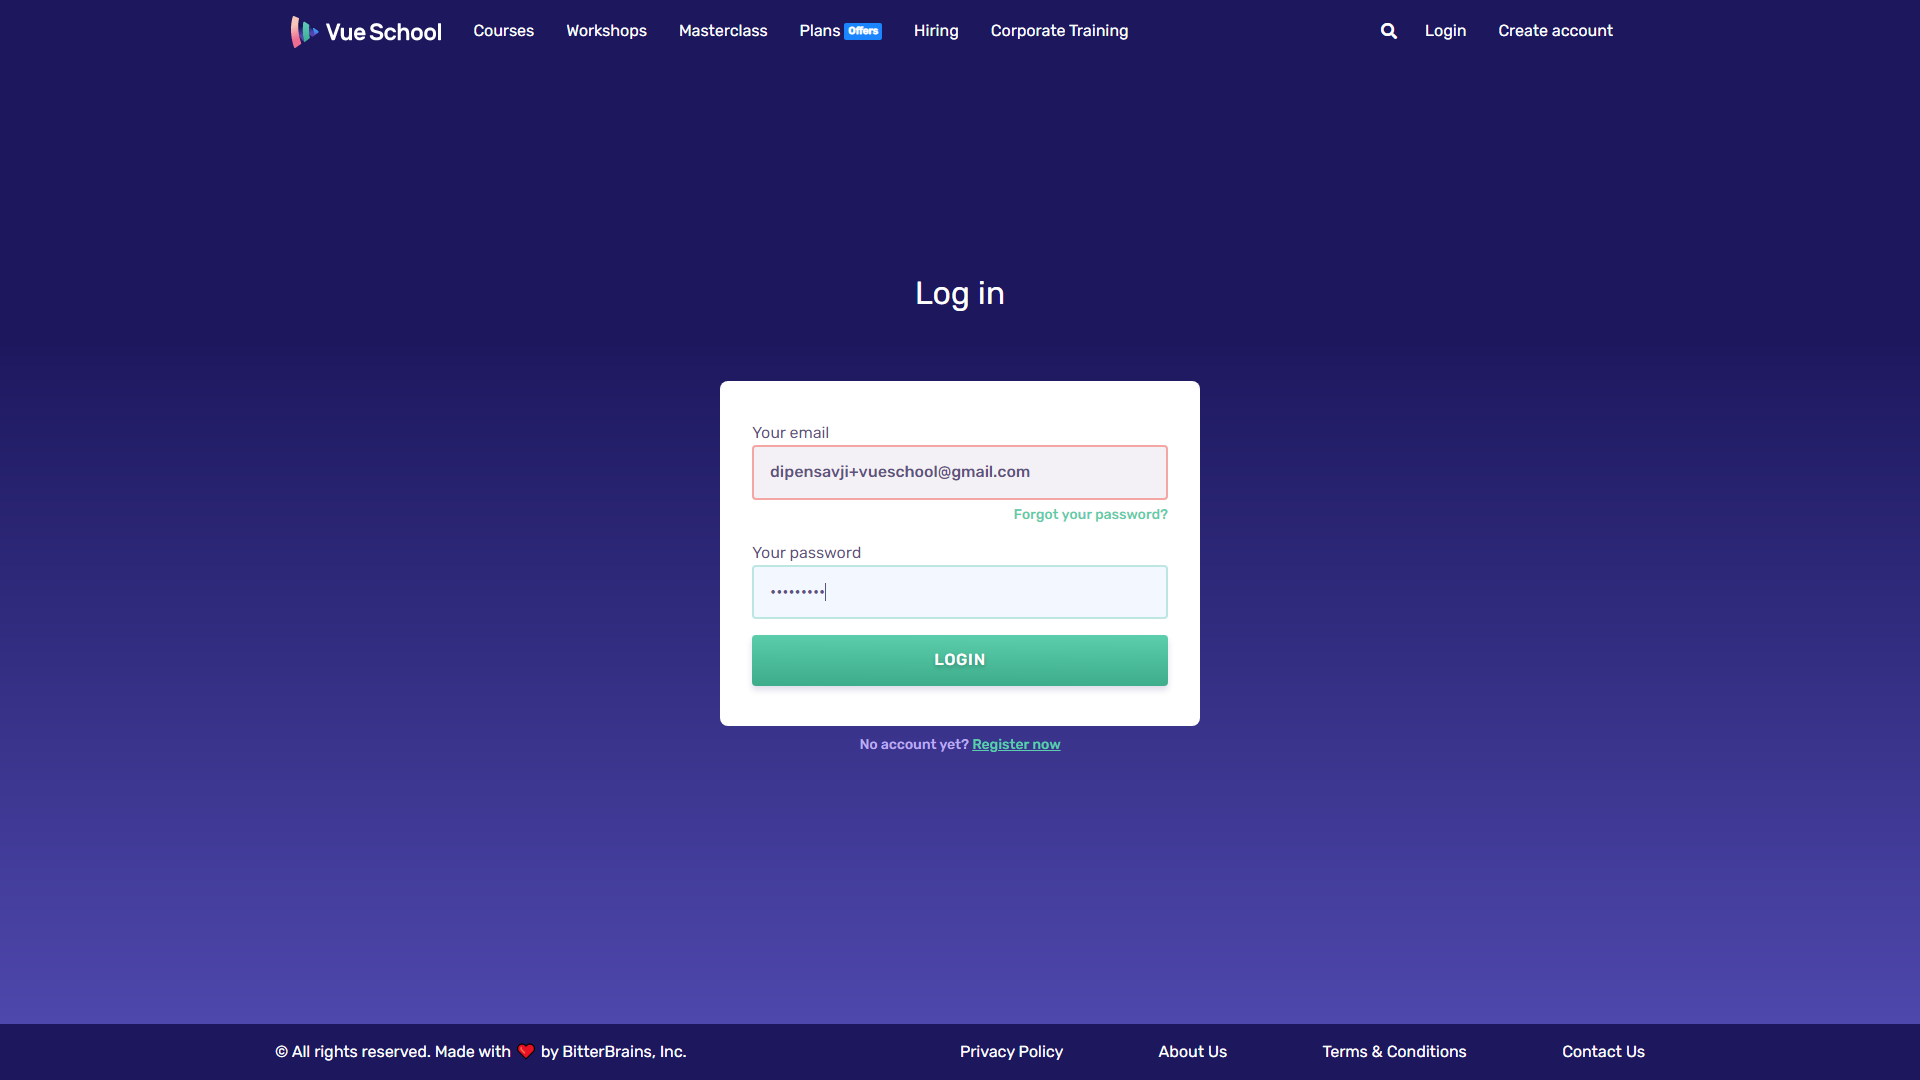 Vue School Courses Workshops Masterclass Plans Offers Hiring Corporate Training Login Create account
Log in
Your email
dipensavji+vueschool@gmail.com
Forgot your password?
Your password
•••••••••
LOGIN
No account yet? Register now
© All rights reserved. Made with ❤️ by BitterBrains, Inc. Privacy Policy About Us Terms & Conditions Contact Us